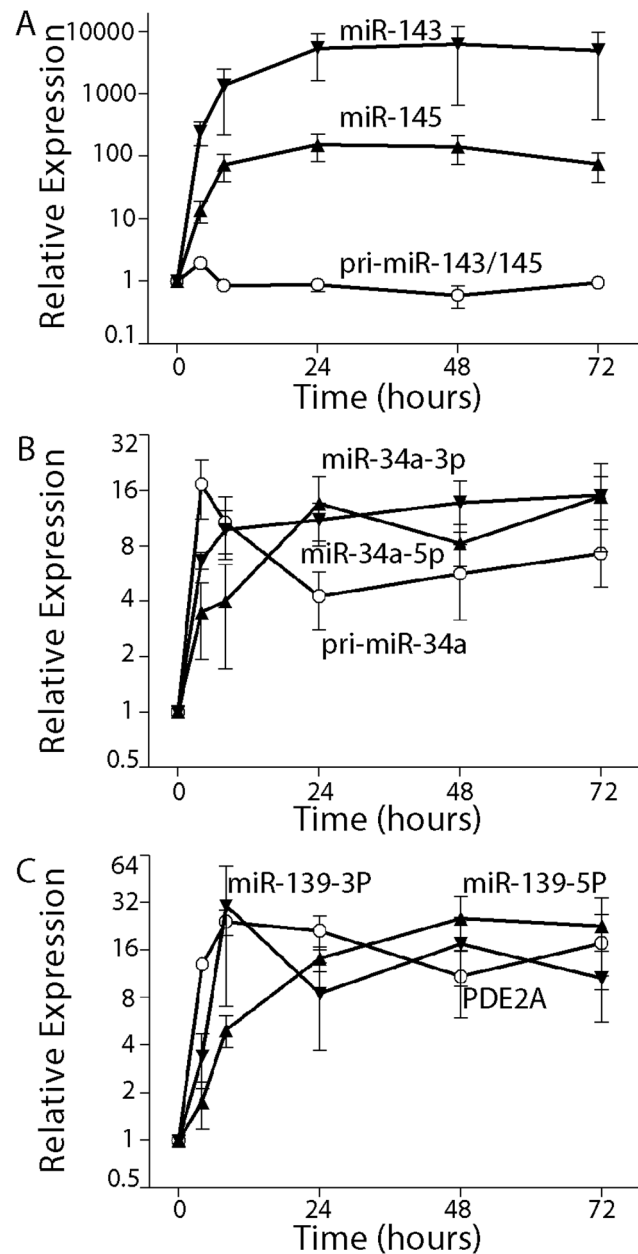 A
Relative Expression
10000
1000
100
10
1
0.1
miR-143
miR-145
pri-miR-143/145
0 24 48 72
Time (hours)
B
Relative Expression
32
16
8
4
2
1
0.5
miR-34a-3p
miR-34a-5p
pri-miR-34a
0 24 48 72
Time (hours)
C
Relative Expression
64
32
16
8
4
2
1
0.5
miR-139-3P miR-139-5P
PDE2A
0 24 48 72
Time (hours)